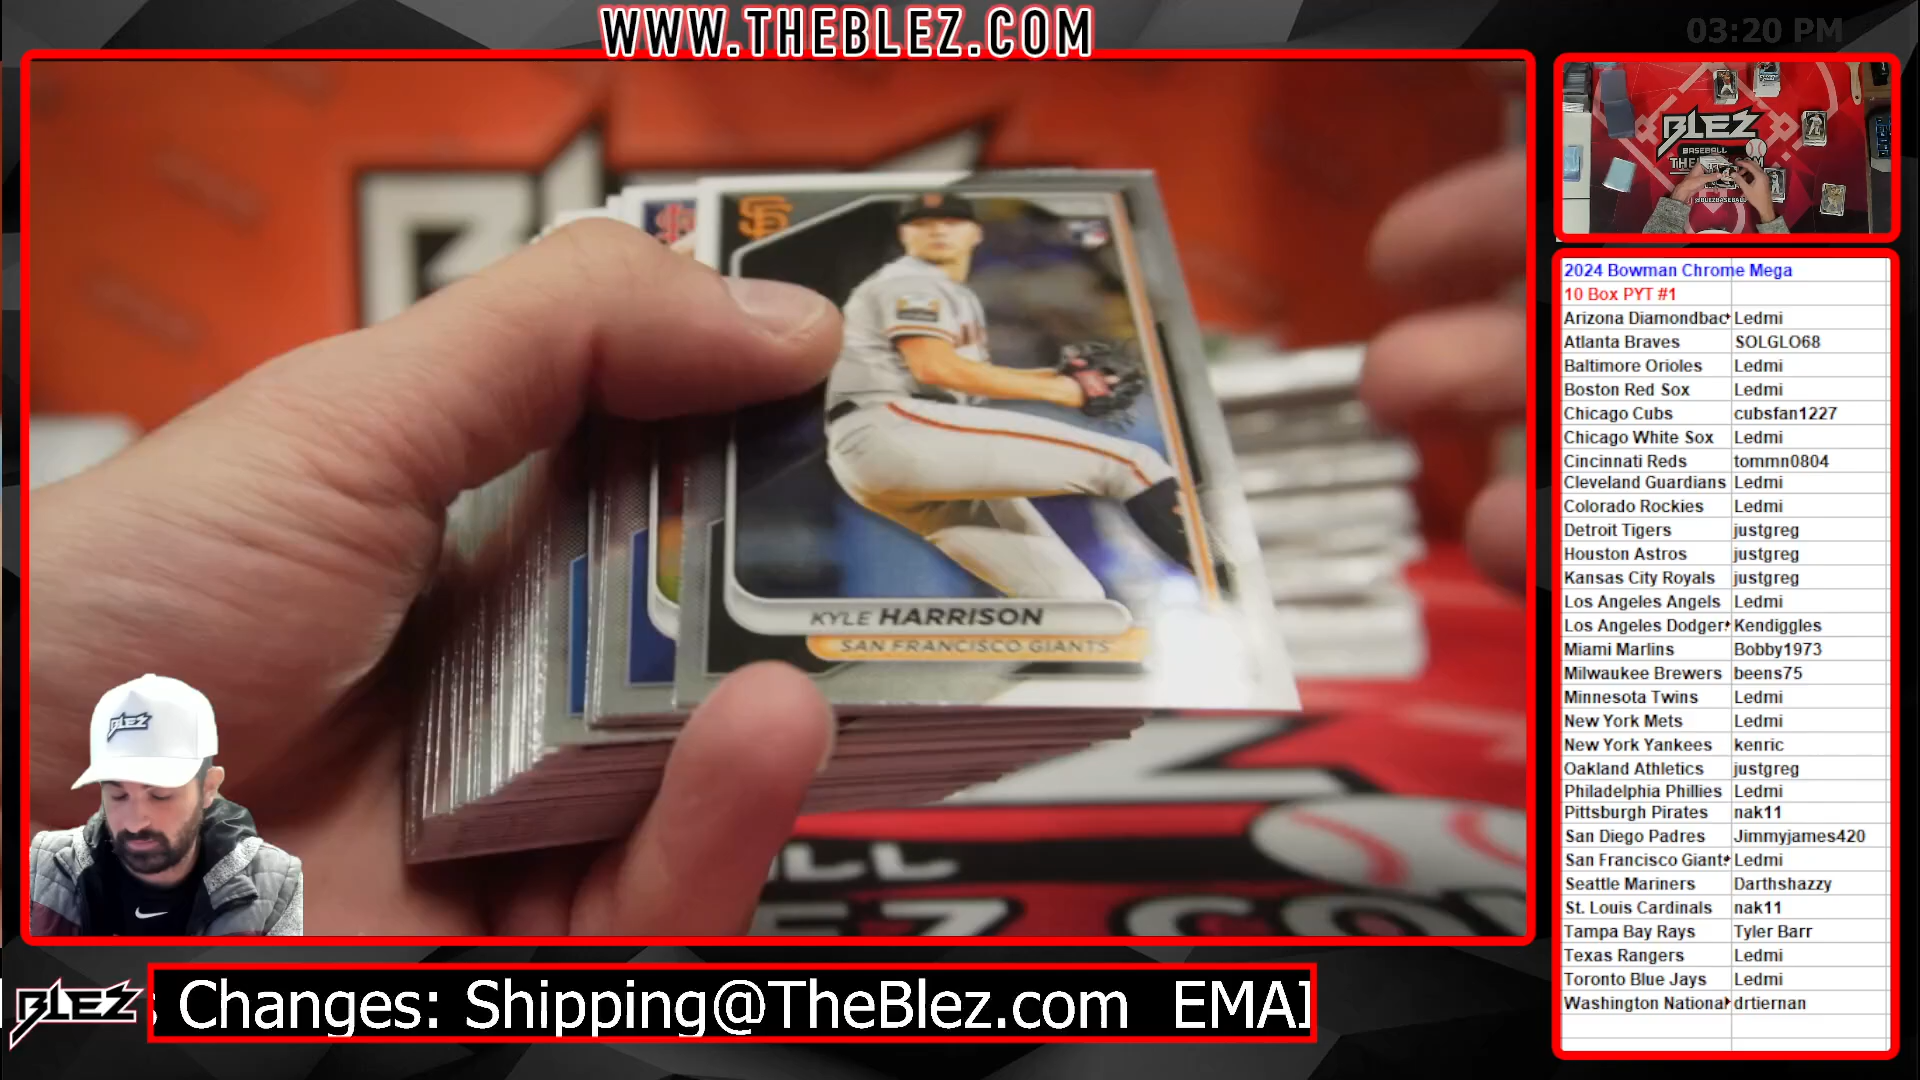 WWW.THEBLEZ.COM
03:20 PM
SF
KYLE HARRISON
SAN FRANCISCO GIANTS
BLEZ
BLEZ
BASEBALL
2024 Bowman Chrome Mega
10 Box PYT #1
Arizona Diamondbac Ledmi
Atlanta Braves SOLGLO68
Baltimore Orioles Ledmi
Boston Red Sox Ledmi
Chicago Cubs cubsfan1227
Chicago White Sox Ledmi
Cincinnati Reds tommn0804
Cleveland Guardians Ledmi
Colorado Rockies Ledmi
Detroit Tigers justgreg
Houston Astros justgreg
Kansas City Royals justgreg
Los Angeles Angels Ledmi
Los Angeles Dodger Kendiggles
Miami Marlins Bobby1973
Milwaukee Brewers beens75
Minnesota Twins Ledmi
New York Mets Ledmi
New York Yankees kenric
Oakland Athletics justgreg
Philadelphia Phillies Ledmi
Pittsburgh Pirates nak11
San Diego Padres Jimmyjames420
San Francisco Giant Ledmi
Seattle Mariners Darthshazzy
St. Louis Cardinals nak11
Tampa Bay Rays Tyler Barr
Texas Rangers Ledmi
Toronto Blue Jays Ledmi
Washington Nationa drtiernan
BLEZ
Changes: Shipping@TheBlez.com EMAI